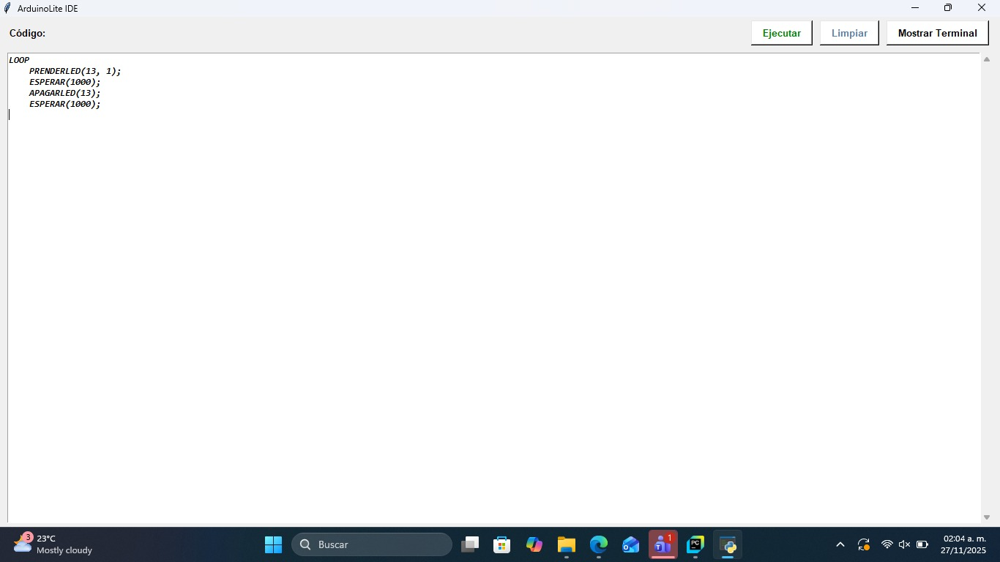 ArduinoLite IDE
Código:
Ejecutar
Limpiar
Mostrar Terminal
LOOP
PRENDERLED(13, 1);
ESPERAR(1000);
APAGARLED(13);
ESPERAR(1000);
3
23°C
Mostly cloudy
Buscar
1
T
PC
02:04 a. m.
27/11/2025